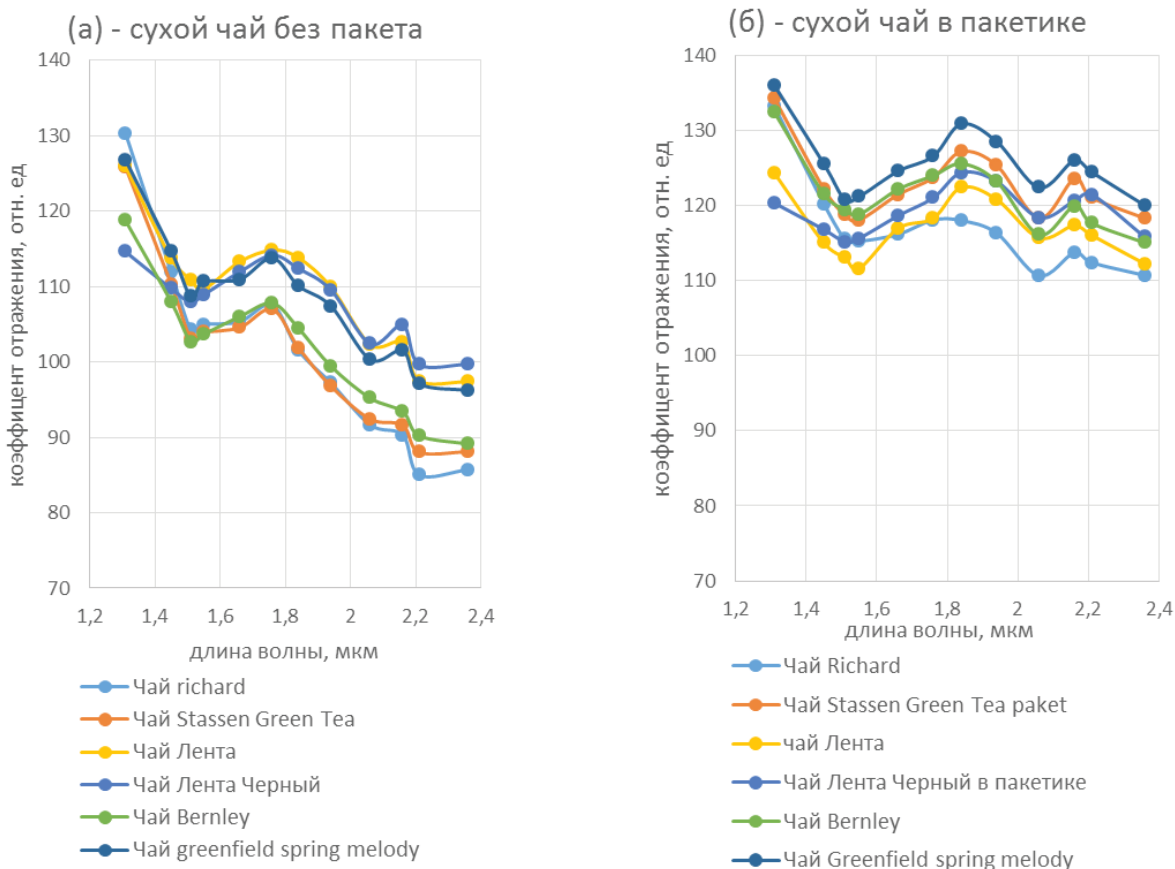 (а) - сухой чай без пакета
коэффицент отражения, отн. ед
140
130
120
110
100
90
80
70
1,2 1,4 1,6 1,8 2 2,2 2,4
длина волны, мкм
Чай richard
Чай Stassen Green Tea
Чай Лента
Чай Лента Черный
Чай Bernley
Чай greenfield spring melody
(б) - сухой чай в пакетике
коэффицент отражения, отн. ед
140
130
120
110
100
90
80
70
1,2 1,4 1,6 1,8 2 2,2 2,4
длина волны, мкм
Чай Richard
Чай Stassen Green Tea paket
чай Лента
Чай Лента Черный в пакетике
Чай Bernley
Чай Greenfield spring melody